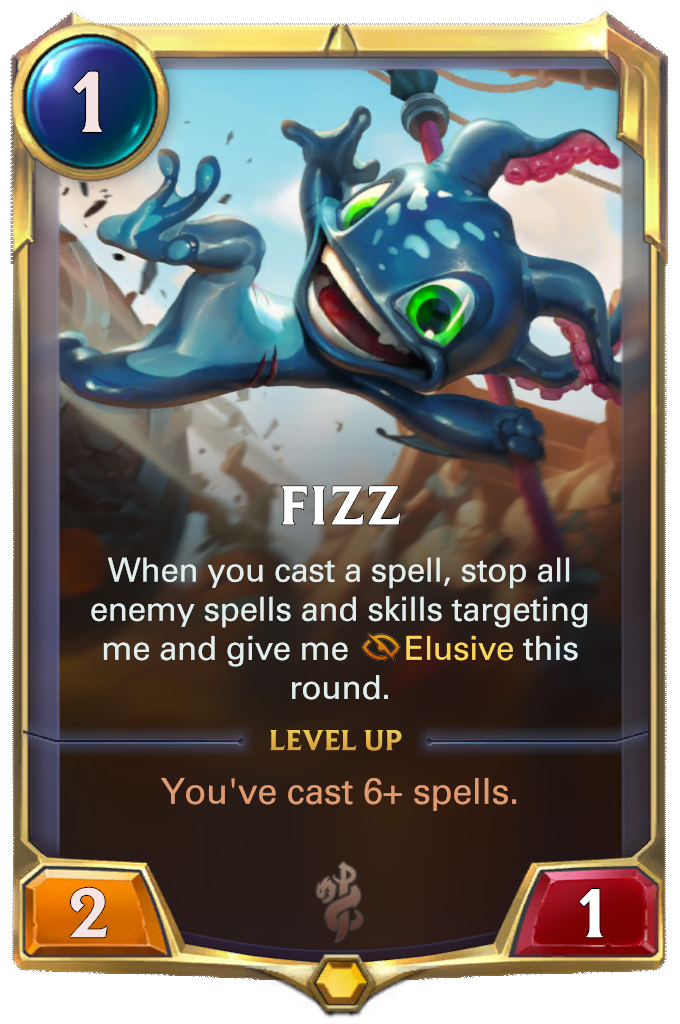 1
FIZZ
When you cast a spell, stop all
enemy spells and skills targeting
me and give me Elusive this
round.
LEVEL UP
You've cast 6+ spells.
2
1